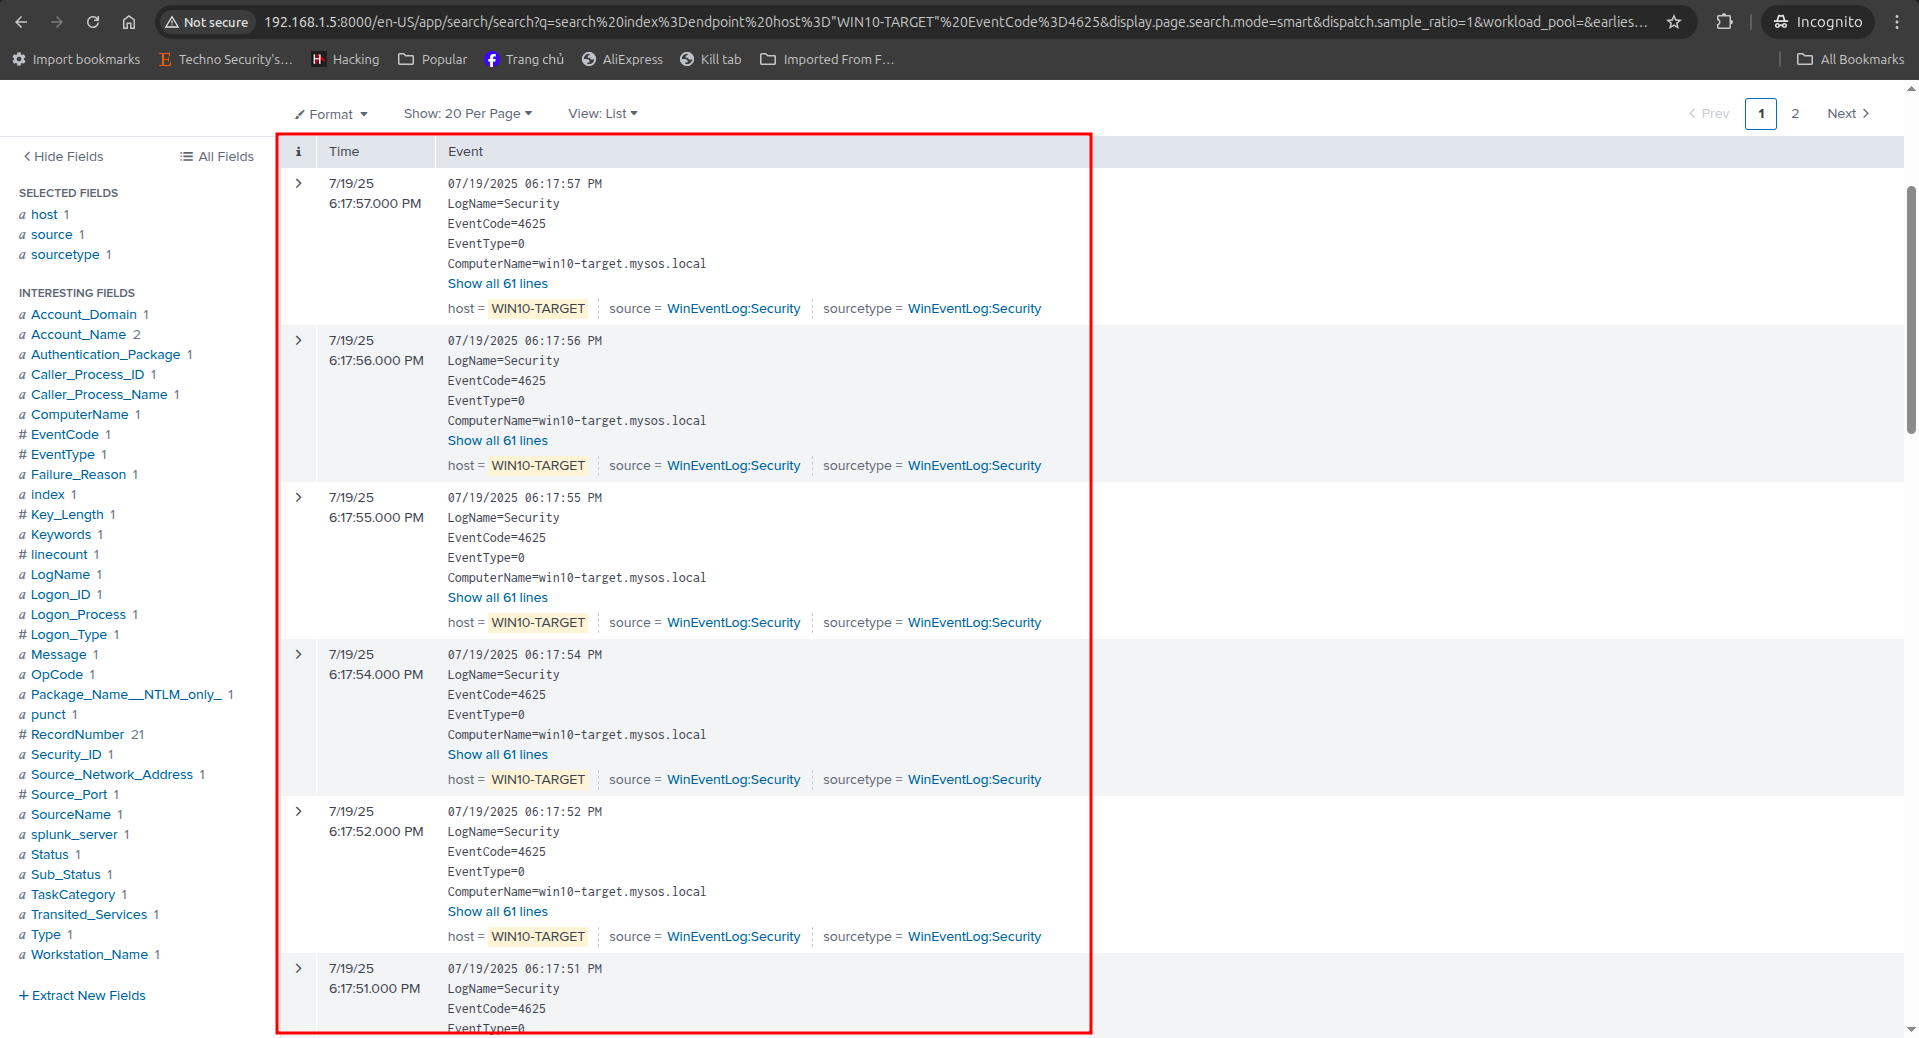 Not secure 192.168.1.5:8000/en-US/app/search/search?q=search%20index%3Dendpoint%20host%3D"WIN10-TARGET"%20EventCode%3D4625&display.page.search.mode=smart&dispatch.sample_ratio=1&workload_pool=&earlies... Incognito
Import bookmarks Techno Security's... Hacking Popular Trang chủ AliExpress Kill tab Imported From F... All Bookmarks
Format Show: 20 Per Page View: List Prev 1 2 Next
Hide Fields All Fields
SELECTED FIELDS
a host 1
a source 1
a sourcetype 1
INTERESTING FIELDS
a Account_Domain 1
a Account_Name 2
a Authentication_Package 1
a Caller_Process_ID 1
a Caller_Process_Name 1
a ComputerName 1
# EventCode 1
# EventType 1
a Failure_Reason 1
a index 1
# Key_Length 1
a Keywords 1
# linecount 1
a LogName 1
a Logon_ID 1
a Logon_Process 1
# Logon_Type 1
a Message 1
a OpCode 1
a Package_Name__NTLM_only_ 1
a punct 1
# RecordNumber 21
a Security_ID 1
a Source_Network_Address 1
# Source_Port 1
a SourceName 1
a splunk_server 1
a Status 1
a Sub_Status 1
a TaskCategory 1
a Transited_Services 1
a Type 1
a Workstation_Name 1
+ Extract New Fields
i Time Event
7/19/25 07/19/2025 06:17:57 PM
6:17:57.000 PM LogName=Security
EventCode=4625
EventType=0
ComputerName=win10-target.mysos.local
Show all 61 lines
host = WIN10-TARGET source = WinEventLog:Security sourcetype = WinEventLog:Security
7/19/25 07/19/2025 06:17:56 PM
6:17:56.000 PM LogName=Security
EventCode=4625
EventType=0
ComputerName=win10-target.mysos.local
Show all 61 lines
host = WIN10-TARGET source = WinEventLog:Security sourcetype = WinEventLog:Security
7/19/25 07/19/2025 06:17:55 PM
6:17:55.000 PM LogName=Security
EventCode=4625
EventType=0
ComputerName=win10-target.mysos.local
Show all 61 lines
host = WIN10-TARGET source = WinEventLog:Security sourcetype = WinEventLog:Security
7/19/25 07/19/2025 06:17:54 PM
6:17:54.000 PM LogName=Security
EventCode=4625
EventType=0
ComputerName=win10-target.mysos.local
Show all 61 lines
host = WIN10-TARGET source = WinEventLog:Security sourcetype = WinEventLog:Security
7/19/25 07/19/2025 06:17:52 PM
6:17:52.000 PM LogName=Security
EventCode=4625
EventType=0
ComputerName=win10-target.mysos.local
Show all 61 lines
host = WIN10-TARGET source = WinEventLog:Security sourcetype = WinEventLog:Security
7/19/25 07/19/2025 06:17:51 PM
6:17:51.000 PM LogName=Security
EventCode=4625
EventType=0